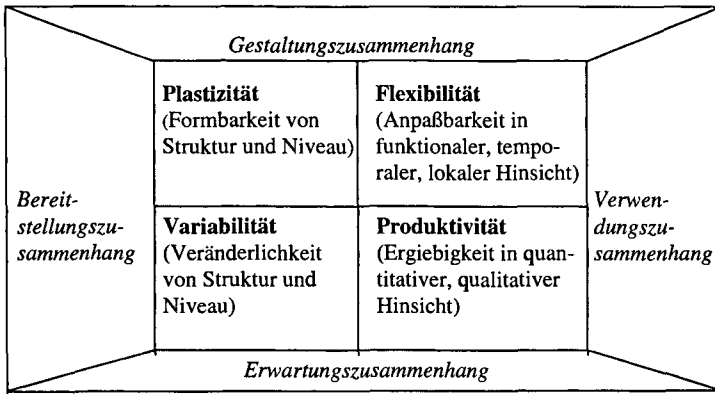 Gestaltungszusammenhang
Plastizität
(Formbarkeit von
Struktur und Niveau)
Flexibilität
(Anpaßbarkeit in
funktionaler, tempo-
raler, lokaler Hinsicht)
Bereit-
stellungszu-
sammenhang
Variabilität
(Veränderlichkeit
von Struktur und
Niveau)
Produktivität
(Ergiebigkeit in quan-
titativer, qualitativer
Hinsicht)
Verwen-
dungszu-
sammenhang
Erwartungszusammenhang